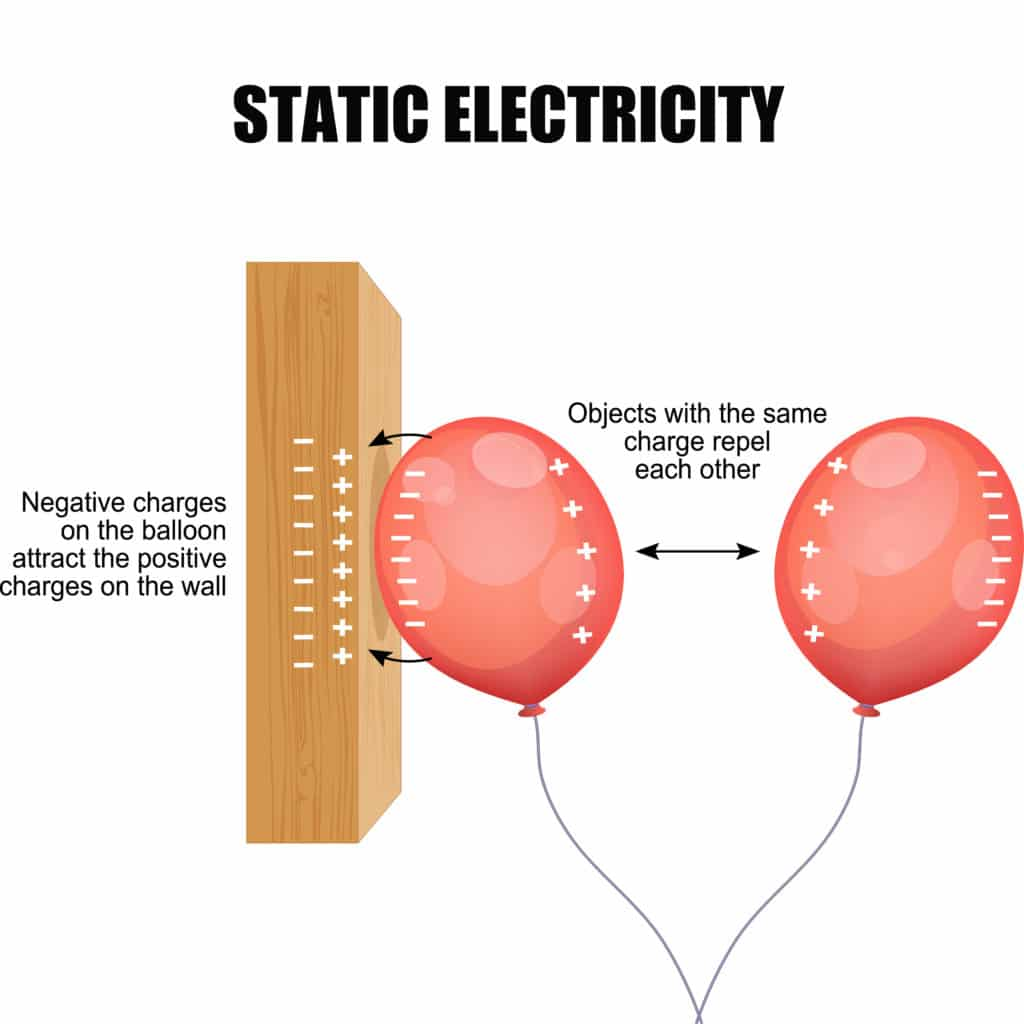 STATIC ELECTRICITY
Objects with the same
charge repel
each other
Negative charges
on the balloon
attract the positive
charges on the wall